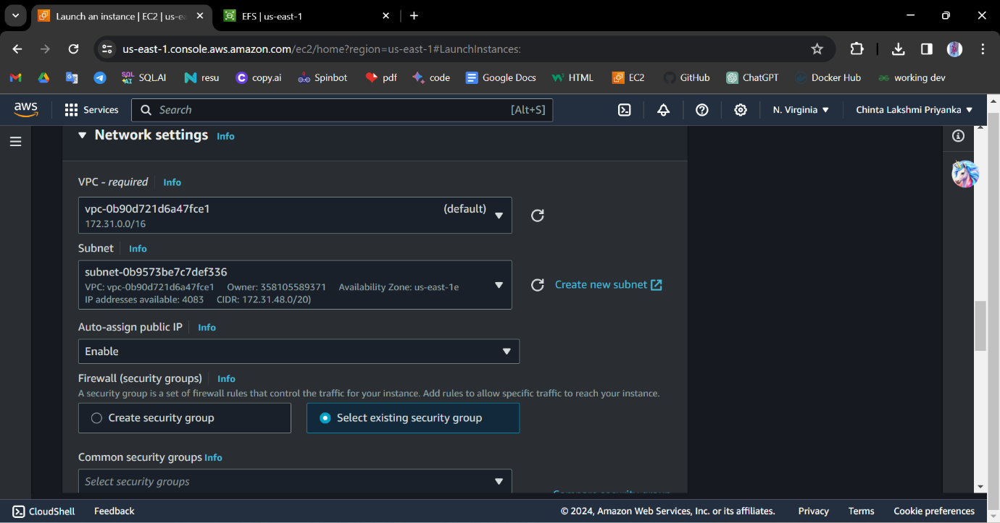 Launch an instance | EC2 | us-ea
EFS | us-east-1
us-east-1.console.aws.amazon.com/ec2/home?region=us-east-1#LaunchInstances:
SQL AI SQLAI resu copy.ai Spinbot pdf code Google Docs HTML EC2 GitHub ChatGPT Docker Hub working dev
aws Services Search [Alt+S] N. Virginia Chinta Lakshmi Priyanka
Network settings Info
VPC - required Info
vpc-0b90d721d6a47fce1 (default)
172.31.0.0/16
Subnet Info
subnet-0b9573be7c7def336
VPC: vpc-0b90d721d6a47fce1 Owner: 358105589371 Availability Zone: us-east-1e
IP addresses available: 4083 CIDR: 172.31.48.0/20)
Create new subnet
Auto-assign public IP Info
Enable
Firewall (security groups) Info
A security group is a set of firewall rules that control the traffic for your instance. Add rules to allow specific traffic to reach your instance.
Create security group
Select existing security group
Common security groups Info
Select security groups
CloudShell Feedback © 2024, Amazon Web Services, Inc. or its affiliates. Privacy Terms Cookie preferences